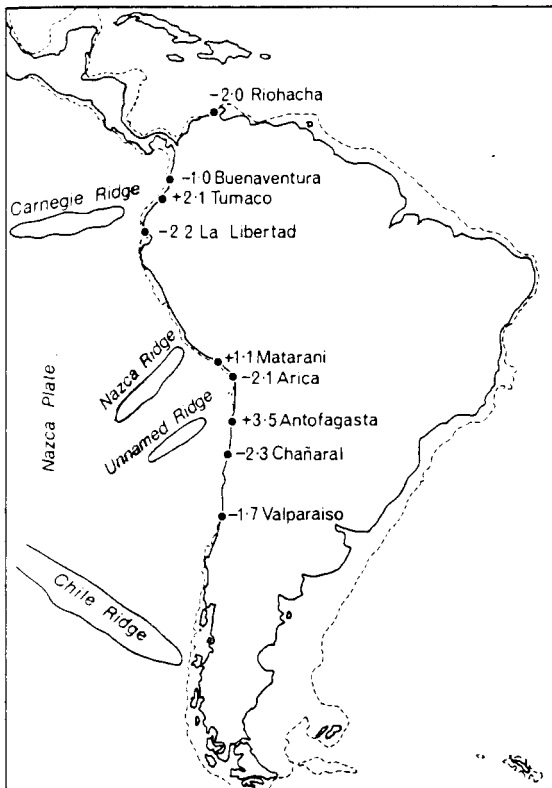 -2·0 Riohacha
-1·0 Buenaventura
+2·1 Tumaco
Carnegie Ridge
-2·2 La Libertad
+1·1 Matarani
-2·1 Arica
Nazca Ridge
+3·5 Antofagasta
Unnamed Ridge
-2·3 Chañaral
Nazca Plate
-1·7 Valparaiso
Chile Ridge